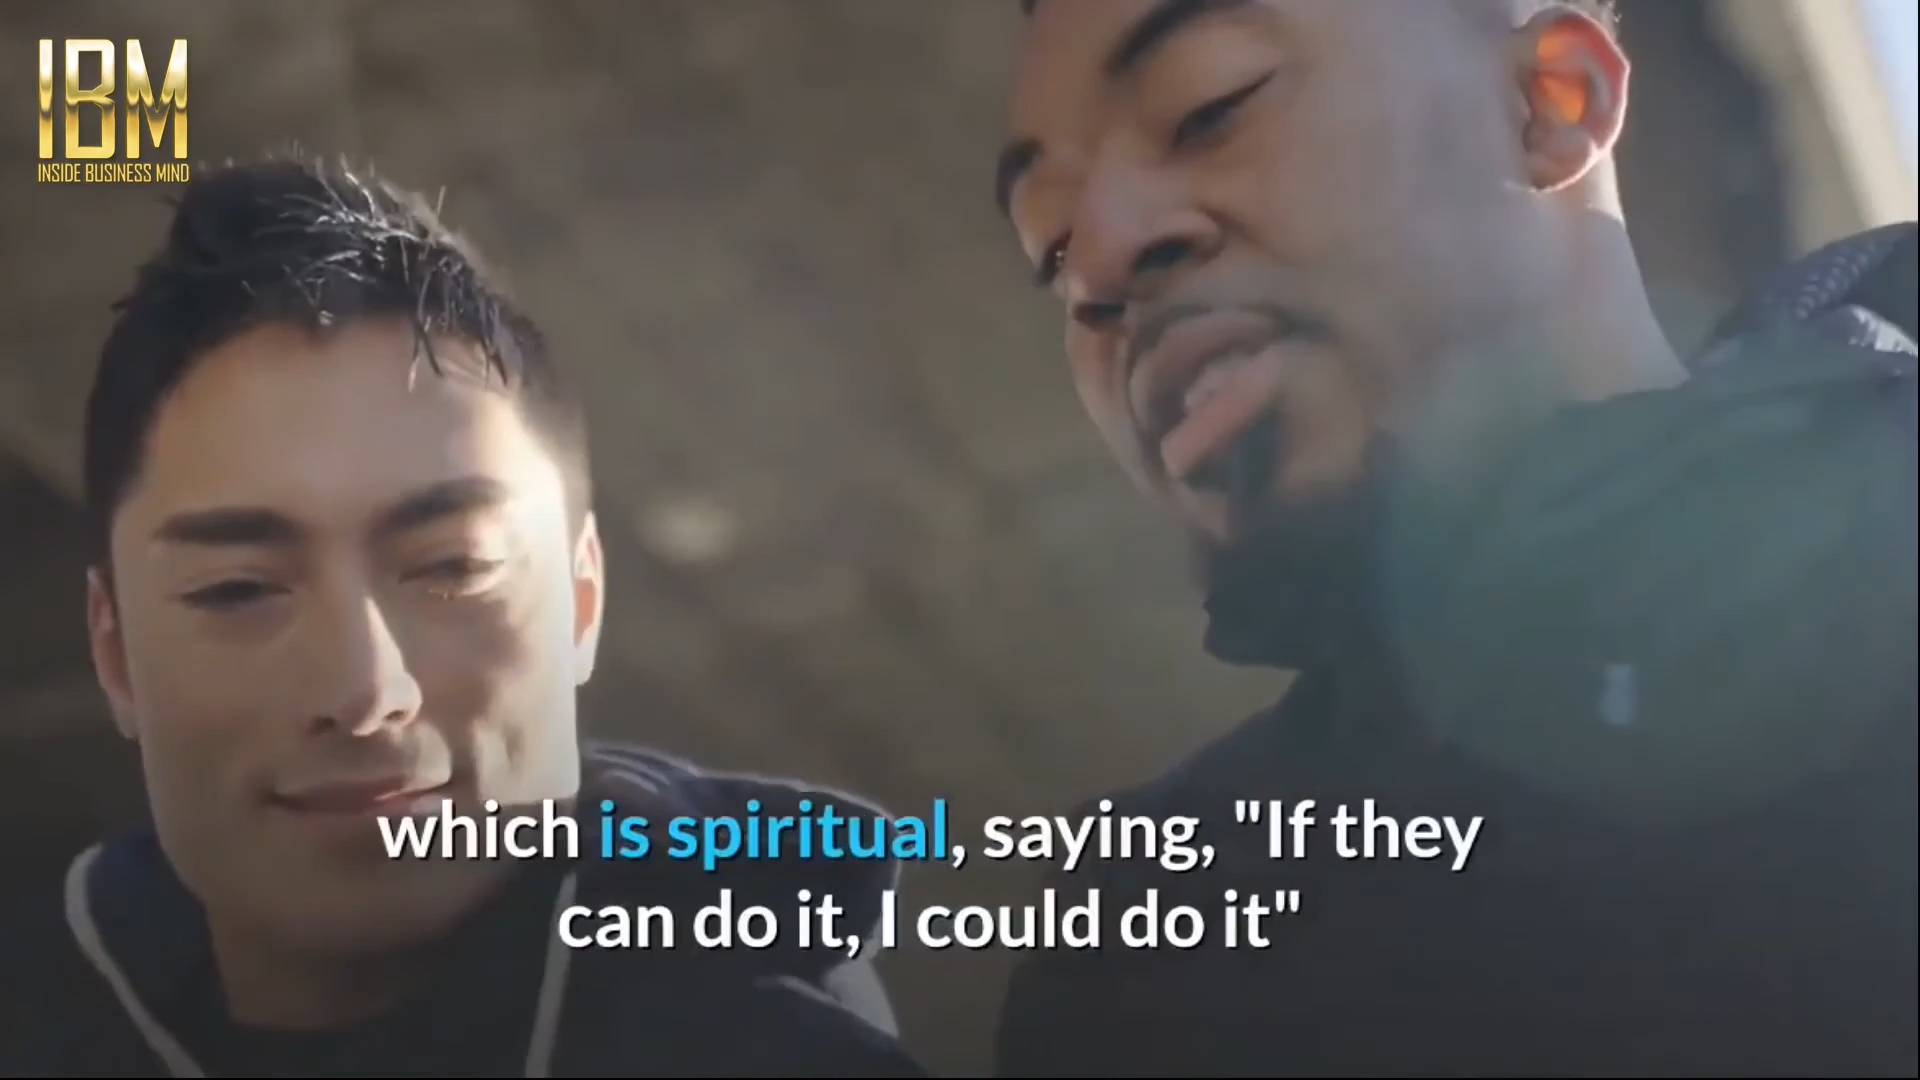 IBM
INSIDE BUSINESS MIND
which is spiritual, saying, "If they
can do it, I could do it"